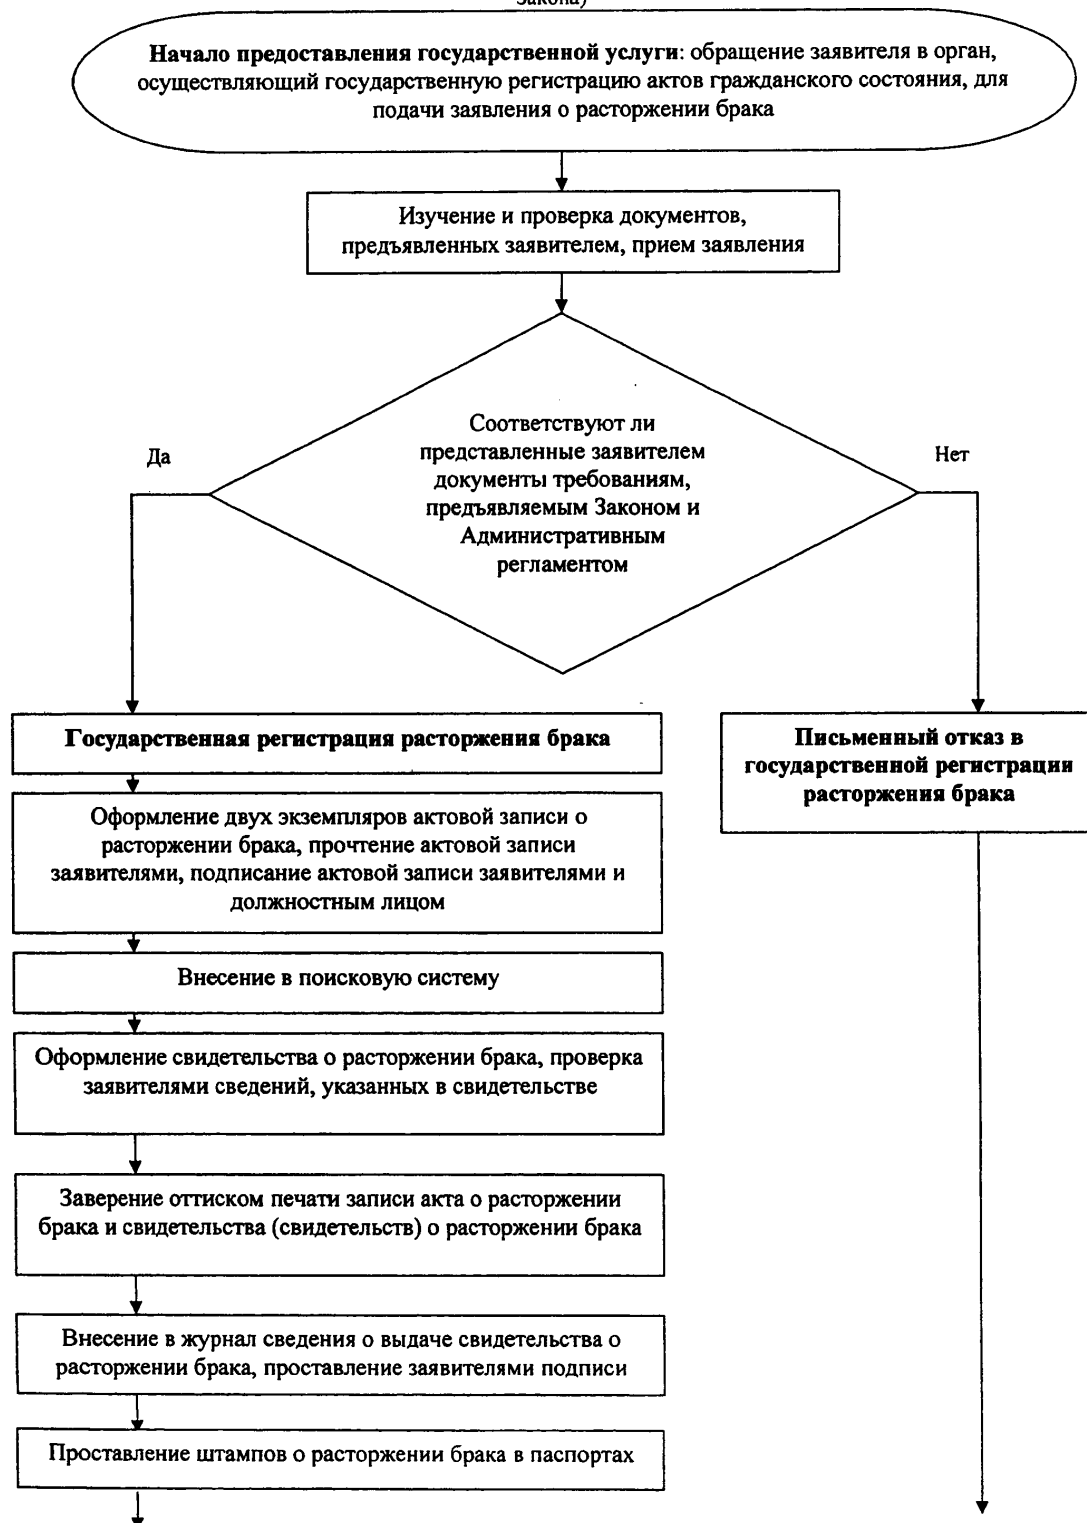 Закона)
Начало предоставления государственной услуги: обращение заявителя в орган,
осуществляющий государственную регистрацию актов гражданского состояния, для
подачи заявления о расторжении брака
Изучение и проверка документов,
предъявленных заявителем, прием заявления
Соответствуют ли
представленные заявителем
документы требованиям,
предъявляемым Законом и
Административным
регламентом
Да
Нет
Государственная регистрация расторжения брака
Письменный отказ в
государственной регистрации
расторжения брака
Оформление двух экземпляров актовой записи о
расторжении брака, прочтение актовой записи
заявителями, подписание актовой записи заявителями и
должностным лицом
Внесение в поисковую систему
Оформление свидетельства о расторжении брака, проверка
заявителями сведений, указанных в свидетельстве
Заверение оттиском печати записи акта о расторжении
брака и свидетельства (свидетельств) о расторжении брака
Внесение в журнал сведения о выдаче свидетельства о
расторжении брака, проставление заявителями подписи
Проставление штампов о расторжении брака в паспортах